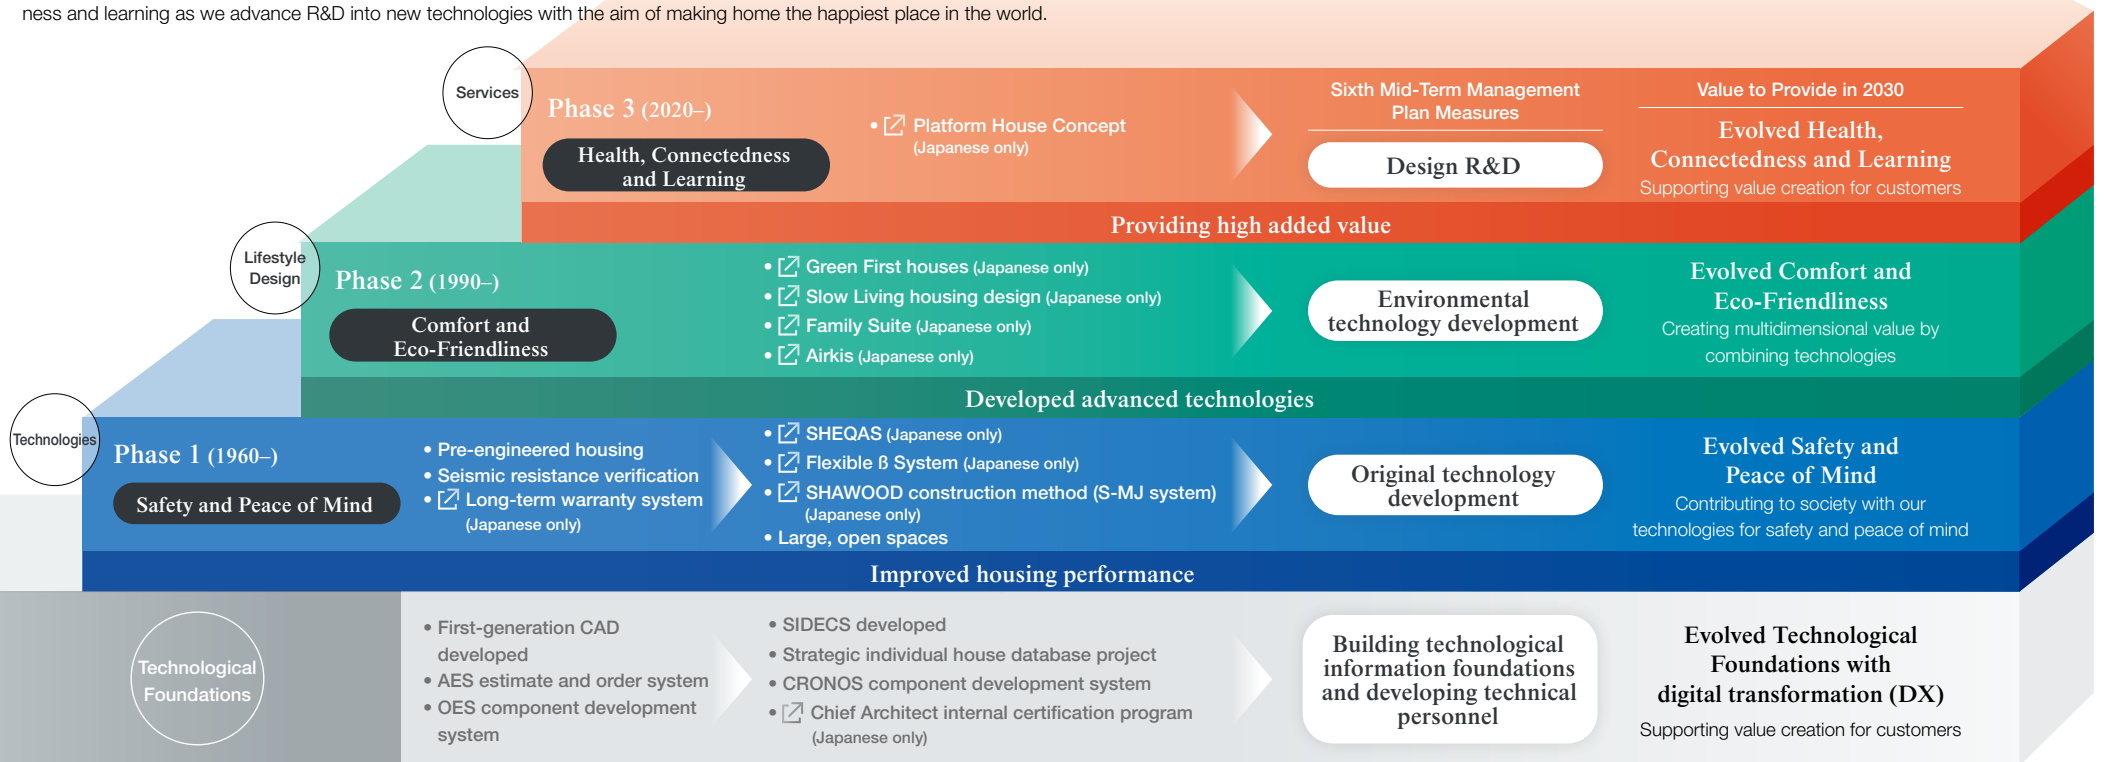 ness and learning as we advance R&D into new technologies with the aim of making home the happiest place in the world.
Services
Phase 3 (2020–)
Health, Connectedness
and Learning
• Platform House Concept
(Japanese only)
Sixth Mid-Term Management
Plan Measures
Design R&D
Value to Provide in 2030
Evolved Health,
Connectedness and Learning
Supporting value creation for customers
Providing high added value
Lifestyle
Design
Phase 2 (1990–)
Comfort and
Eco-Friendliness
• Green First houses (Japanese only)
• Slow Living housing design (Japanese only)
• Family Suite (Japanese only)
• Airkis (Japanese only)
Environmental
technology development
Evolved Comfort and
Eco-Friendliness
Creating multidimensional value by
combining technologies
Developed advanced technologies
Technologies
Phase 1 (1960–)
Safety and Peace of Mind
• Pre-engineered housing
• Seismic resistance verification
• Long-term warranty system
(Japanese only)
• SHEQAS (Japanese only)
• Flexible ß System (Japanese only)
• SHAWOOD construction method (S-MJ system)
(Japanese only)
• Large, open spaces
Original technology
development
Evolved Safety and
Peace of Mind
Contributing to society with our
technologies for safety and peace of mind
Improved housing performance
Technological
Foundations
• First-generation CAD
developed
• AES estimate and order system
• OES component development
system
• SIDECS developed
• Strategic individual house database project
• CRONOS component development system
• Chief Architect internal certification program
(Japanese only)
Building technological
information foundations
and developing technical
personnel
Evolved Technological
Foundations with
digital transformation (DX)
Supporting value creation for customers